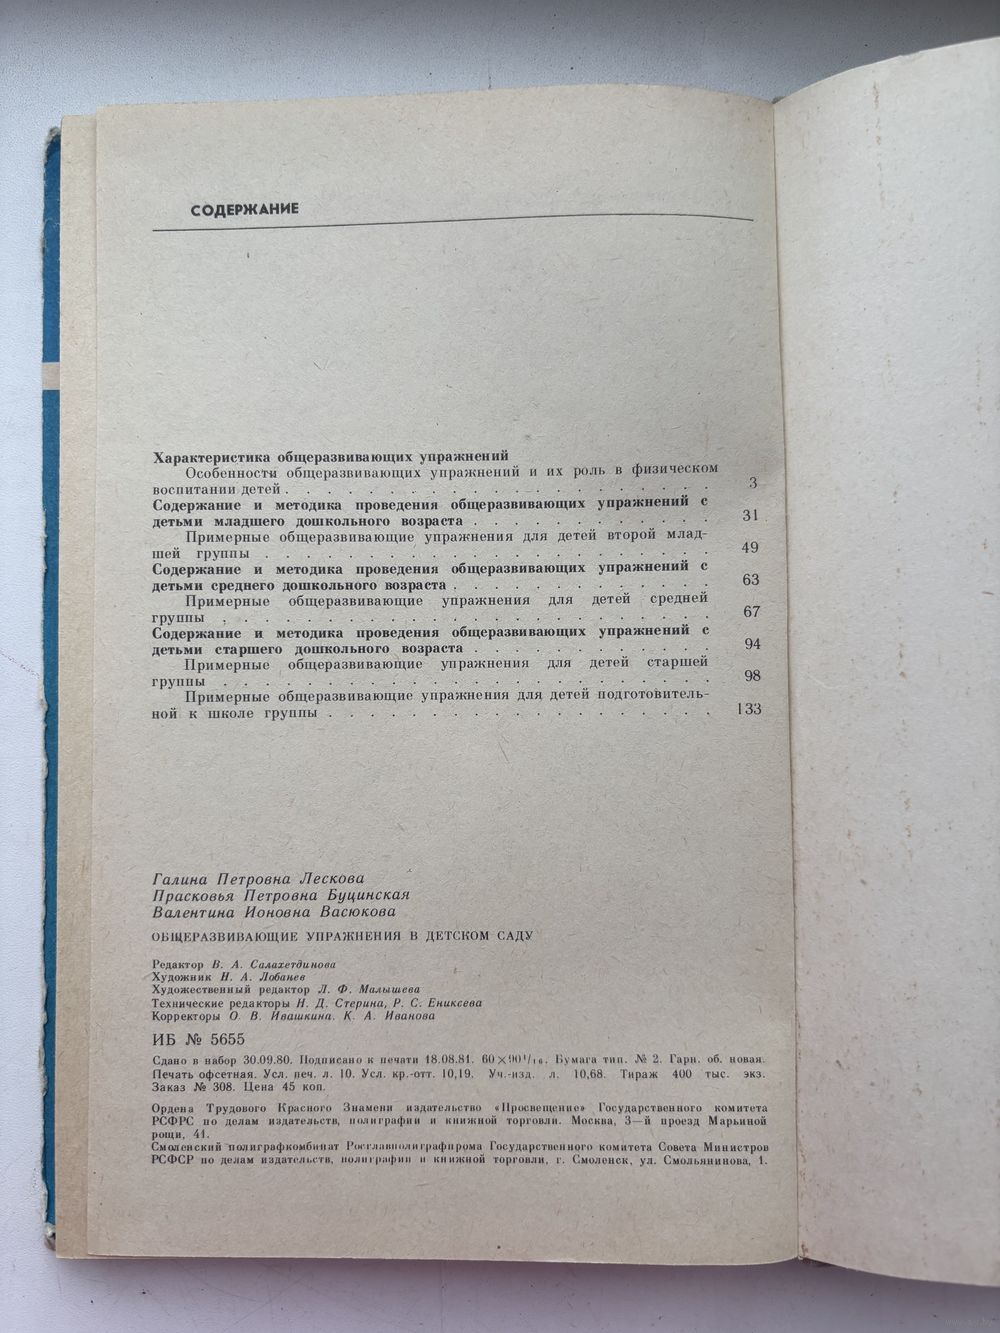 СОДЕРЖАНИЕ
Характеристика общеразвивающих упражнений
Особенности общеразвивающих упражнений и их роль в физическом
воспитании детей . . . . . . . . . . . . . . . . . . . . 3
Содержание и методика проведения общеразвивающих упражнений с
детьми младшего дошкольного возраста . . . . . . . . . . . 31
Примерные общеразвивающие упражнения для детей второй млад-
шей группы . . . . . . . . . . . . . . . . . . . . . . 49
Содержание и методика проведения общеразвивающих упражнений с
детьми среднего дошкольного возраста . . . . . . . . . . . . 63
Примерные общеразвивающие упражнения для детей средней
группы . . . . . . . . . . . . . . . . . . . . . . . . 67
Содержание и методика проведения общеразвивающих упражнений с
детьми старшего дошкольного возраста . . . . . . . . . . . 94
Примерные общеразвивающие упражнения для детей старшей
группы . . . . . . . . . . . . . . . . . . . . . . . . 98
Примерные общеразвивающие упражнения для детей подготовитель-
ной к школе группы . . . . . . . . . . . . . . . . . . 133
Галина Петровна Лескова
Прасковья Петровна Буцинская
Валентина Ионовна Васюкова
ОБЩЕРАЗВИВАЮЩИЕ УПРАЖНЕНИЯ В ДЕТСКОМ САДУ
Редактор В. А. Салахетдинова
Художник Н. А. Лобанев
Художественный редактор Л. Ф. Малышева
Технические редакторы Н. Д. Стерина, Р. С. Еникеева
Корректоры О. В. Ивашкина. К. А. Иванова
ИБ № 5655
Сдано в набор 30.09.80. Подписано к печати 18.08.81. 60×90¹/₁₆. Бумага тип. № 2. Гарн. об. новая.
Печать офсетная. Усл. печ. л. 10. Усл. кр.-отт. 10,19. Уч.-изд. л. 10,68. Тираж 400 тыс. экз.
Заказ № 308. Цена 45 коп.
Ордена Трудового Красного Знамени издательство «Просвещение» Государственного комитета
РСФРС по делам издательств, полиграфии и книжной торговли. Москва, 3—й проезд Марьиной
рощи, 41.
Смоленский полиграфкомбинат Росглавполиграфпрома Государственного комитета Совета Министров
РСФСР по делам издательств, полиграфии и книжной торговли, г. Смоленск, ул. Смольянинова, 1.